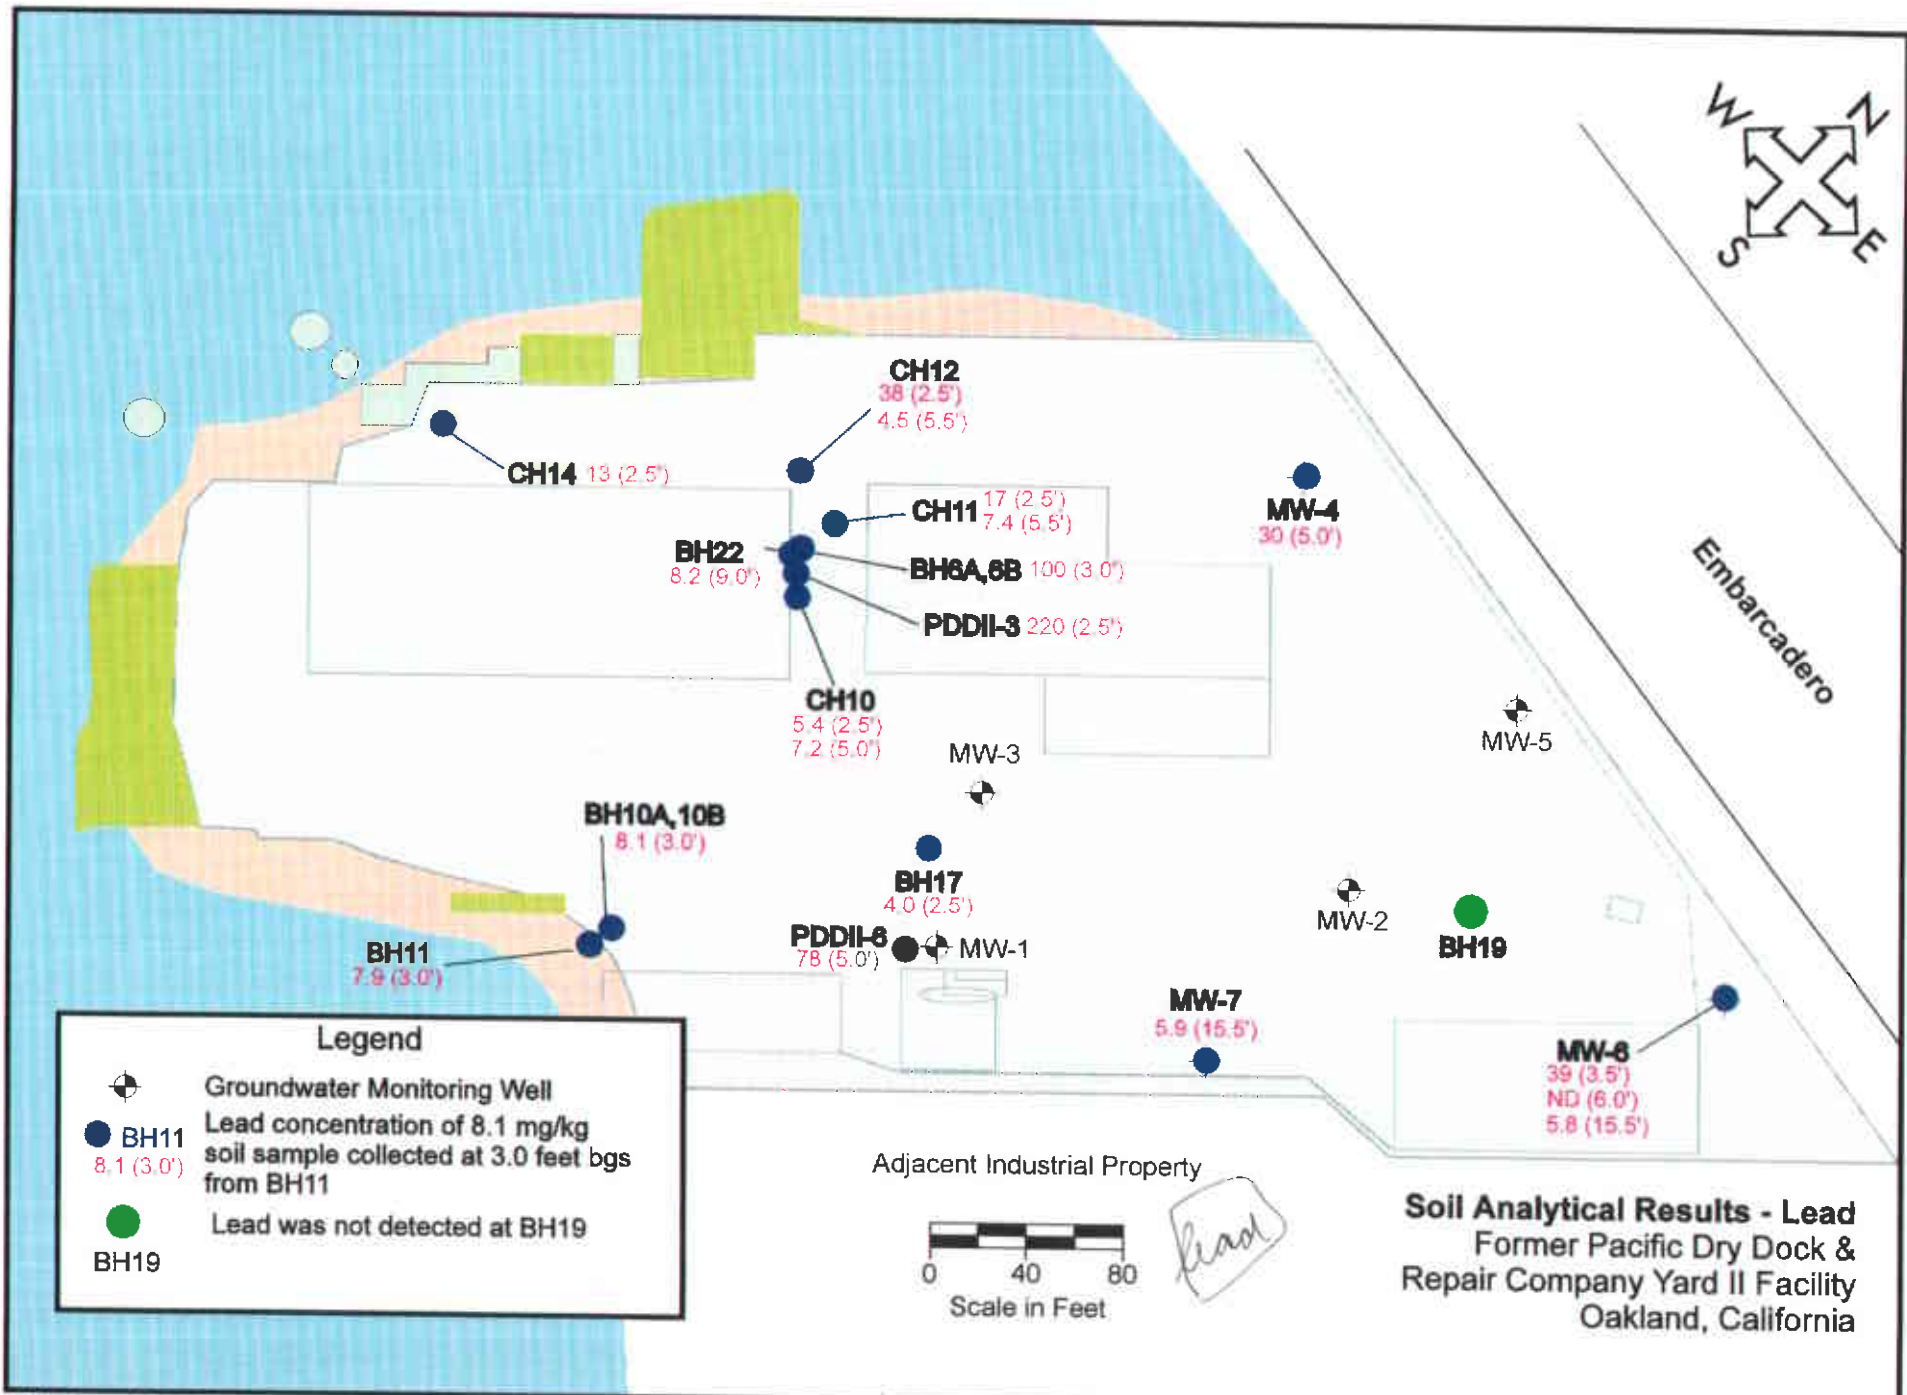 W
N
S
E
CH12
38 (2.5')
4.5 (5.5')
CH14 13 (2.5')
CH11 17 (2.5')
7.4 (5.5')
MW-4
30 (5.0')
BH22
8.2 (9.0')
BH6A,6B 100 (3.0')
PDDII-3 220 (2.5')
Embarcadero
CH10
5.4 (2.5')
7.2 (5.0')
MW-3
MW-5
BH10A,10B
8.1 (3.0')
BH17
4.0 (2.5')
MW-2
BH19
PDDII-6
78 (5.0')
MW-1
BH11
7.9 (3.0')
MW-7
5.9 (15.5')
MW-6
39 (3.5')
ND (6.0')
5.8 (15.5')
Legend
Groundwater Monitoring Well
BH11
8.1 (3.0')
Lead concentration of 8.1 mg/kg
soil sample collected at 3.0 feet bgs
from BH11
BH19
Lead was not detected at BH19
Adjacent Industrial Property
0 40 80
Scale in Feet
lead
Soil Analytical Results - Lead
Former Pacific Dry Dock &
Repair Company Yard II Facility
Oakland, California